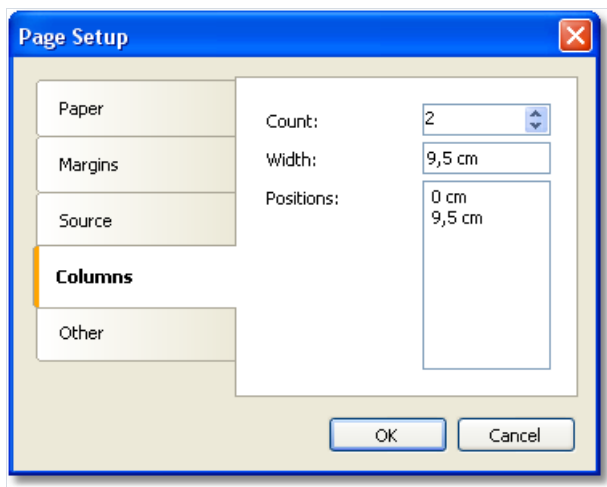 Page Setup
Paper
Margins
Source
Columns
Other
Count:
2
Width:
9,5 cm
Positions:
0 cm
9,5 cm
OK
Cancel